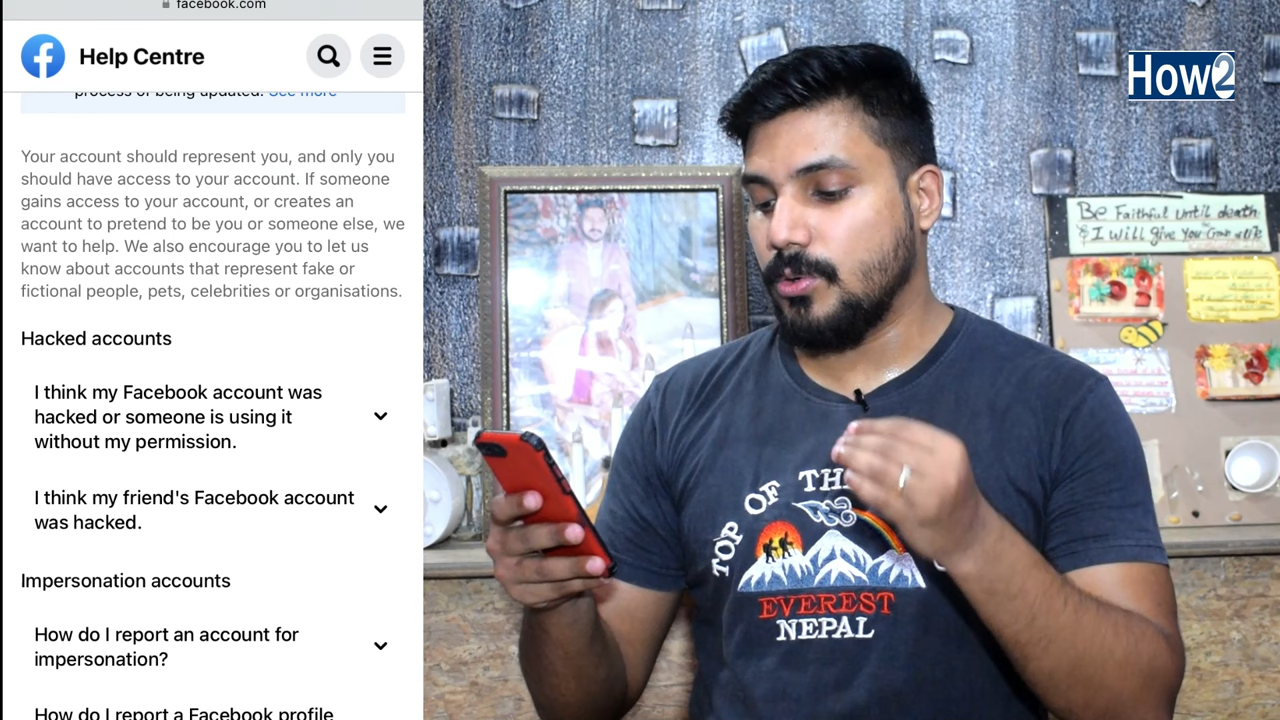 facebook.com
Help Centre
process of being updated. See more
Your account should represent you, and only you
should have access to your account. If someone
gains access to your account, or creates an
account to pretend to be you or someone else, we
want to help. We also encourage you to let us
know about accounts that represent fake or
fictional people, pets, celebrities or organisations.
Hacked accounts
I think my Facebook account was
hacked or someone is using it
without my permission.
I think my friend's Facebook account
was hacked.
Impersonation accounts
How do I report an account for
impersonation?
How do I report a Facebook profile
How2
Be Faithful Until death
& I will give You
TOP OF TH
EVEREST
NEPAL